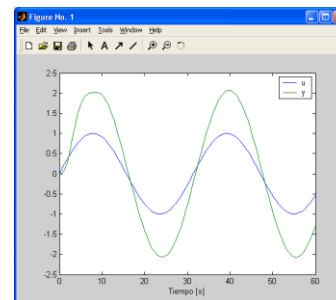 Figure No. 1
File Edit View Insert Tools Window Help
A
2.5
2
1.5
1
0.5
0
-0.5
-1
-1.5
-2
-2.5
u
y
0 10 20 30 40 50 60
Tiempo [s]